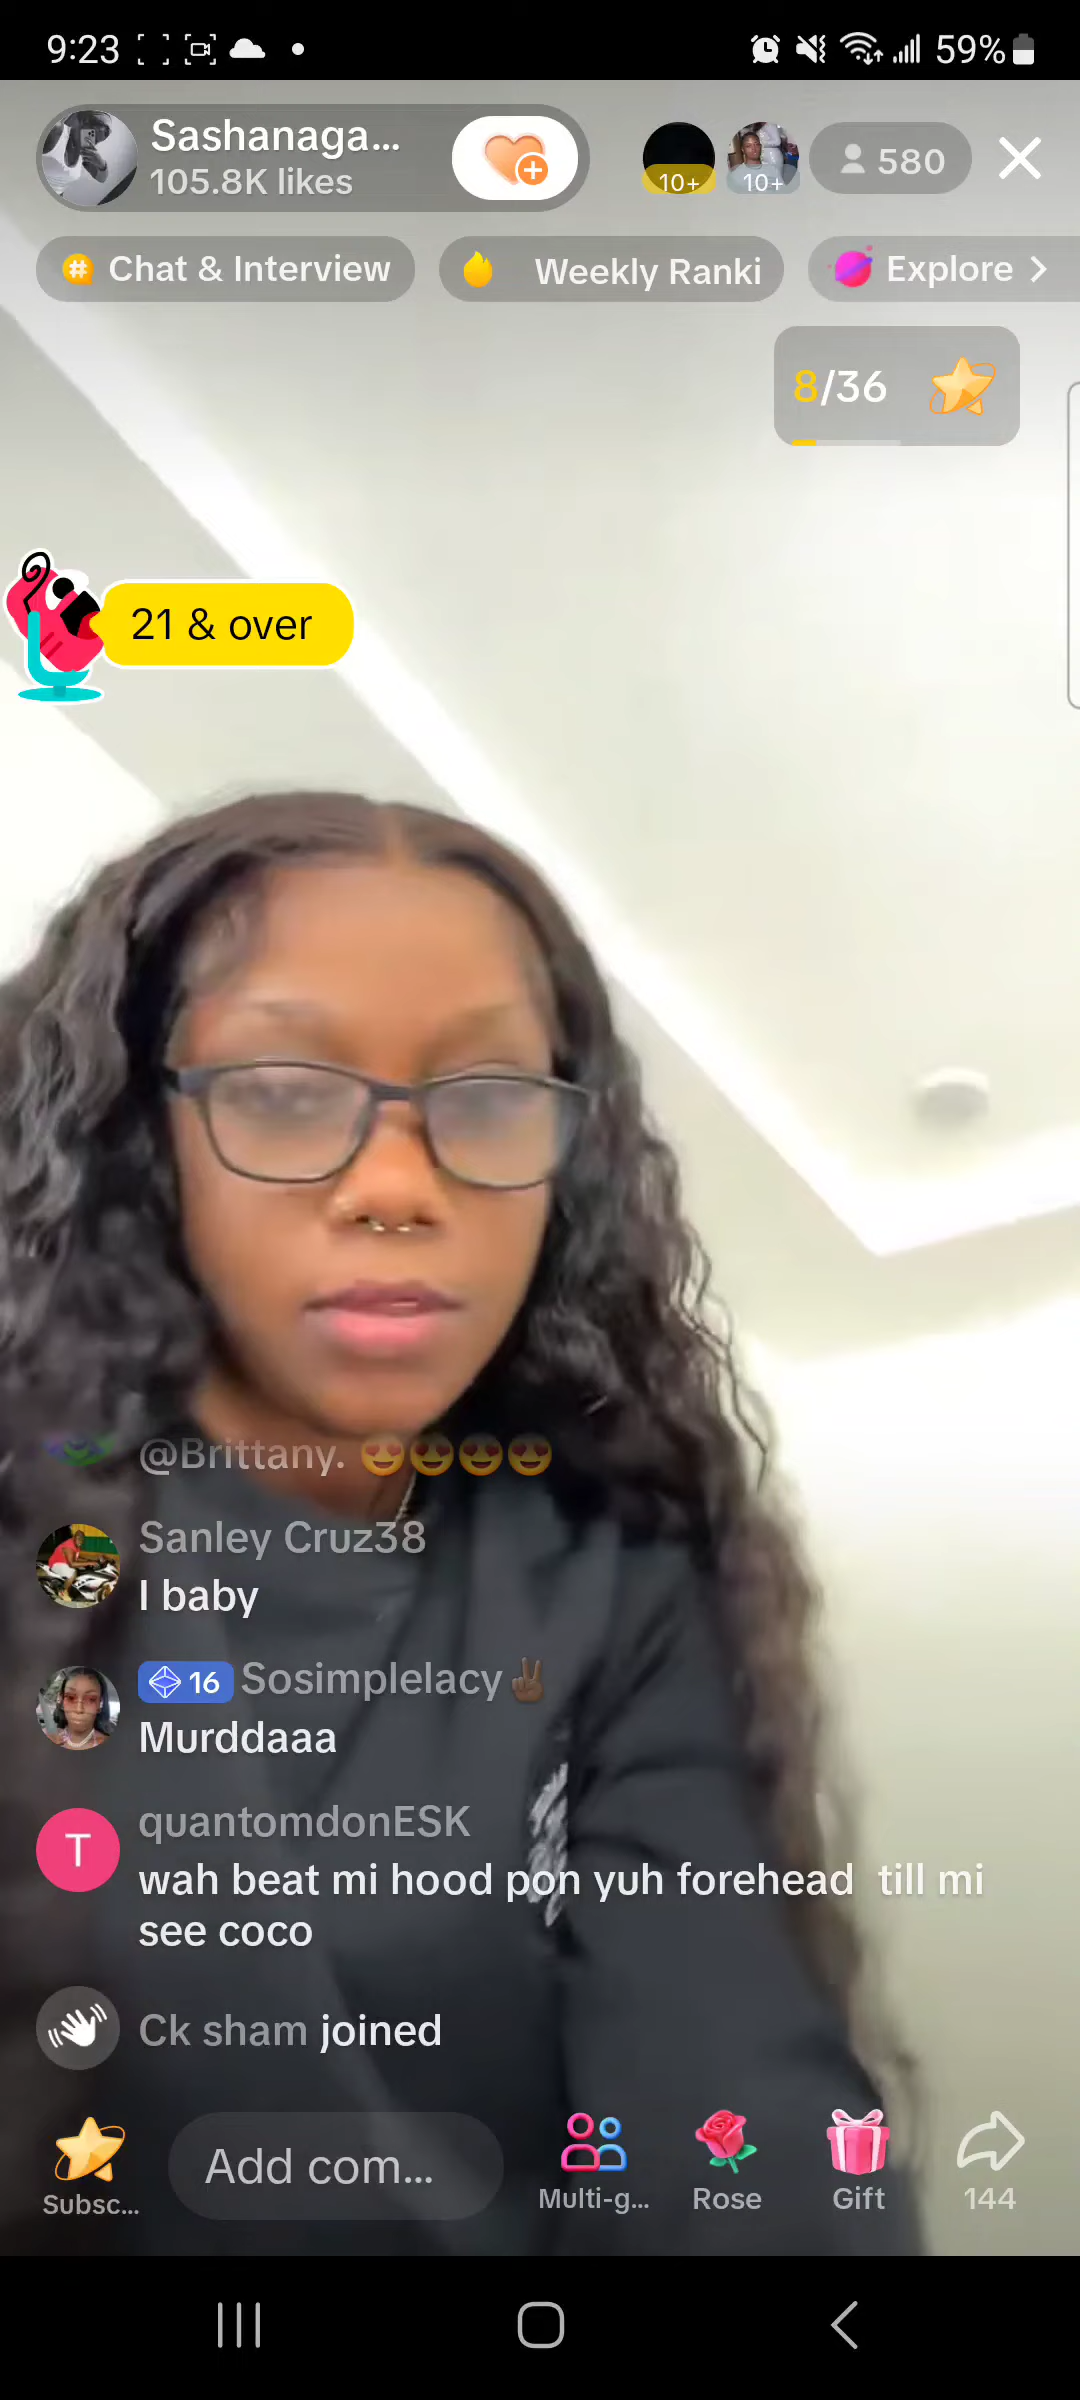 9:23
59%
Sashanaga...
105.8K likes
10+
10+
580
Chat & Interview
Weekly Ranki
Explore
8/36
21 & over
@Brittany. 😍😍😍😍
Sanley Cruz38
I baby
16 Sosimplelacy✌🏿
Murddaaa
T
quantomdonESK
wah beat mi hood pon yuh forehead till mi
see coco
Ck sham joined
Subsc...
Add com...
Multi-g...
Rose
Gift
144